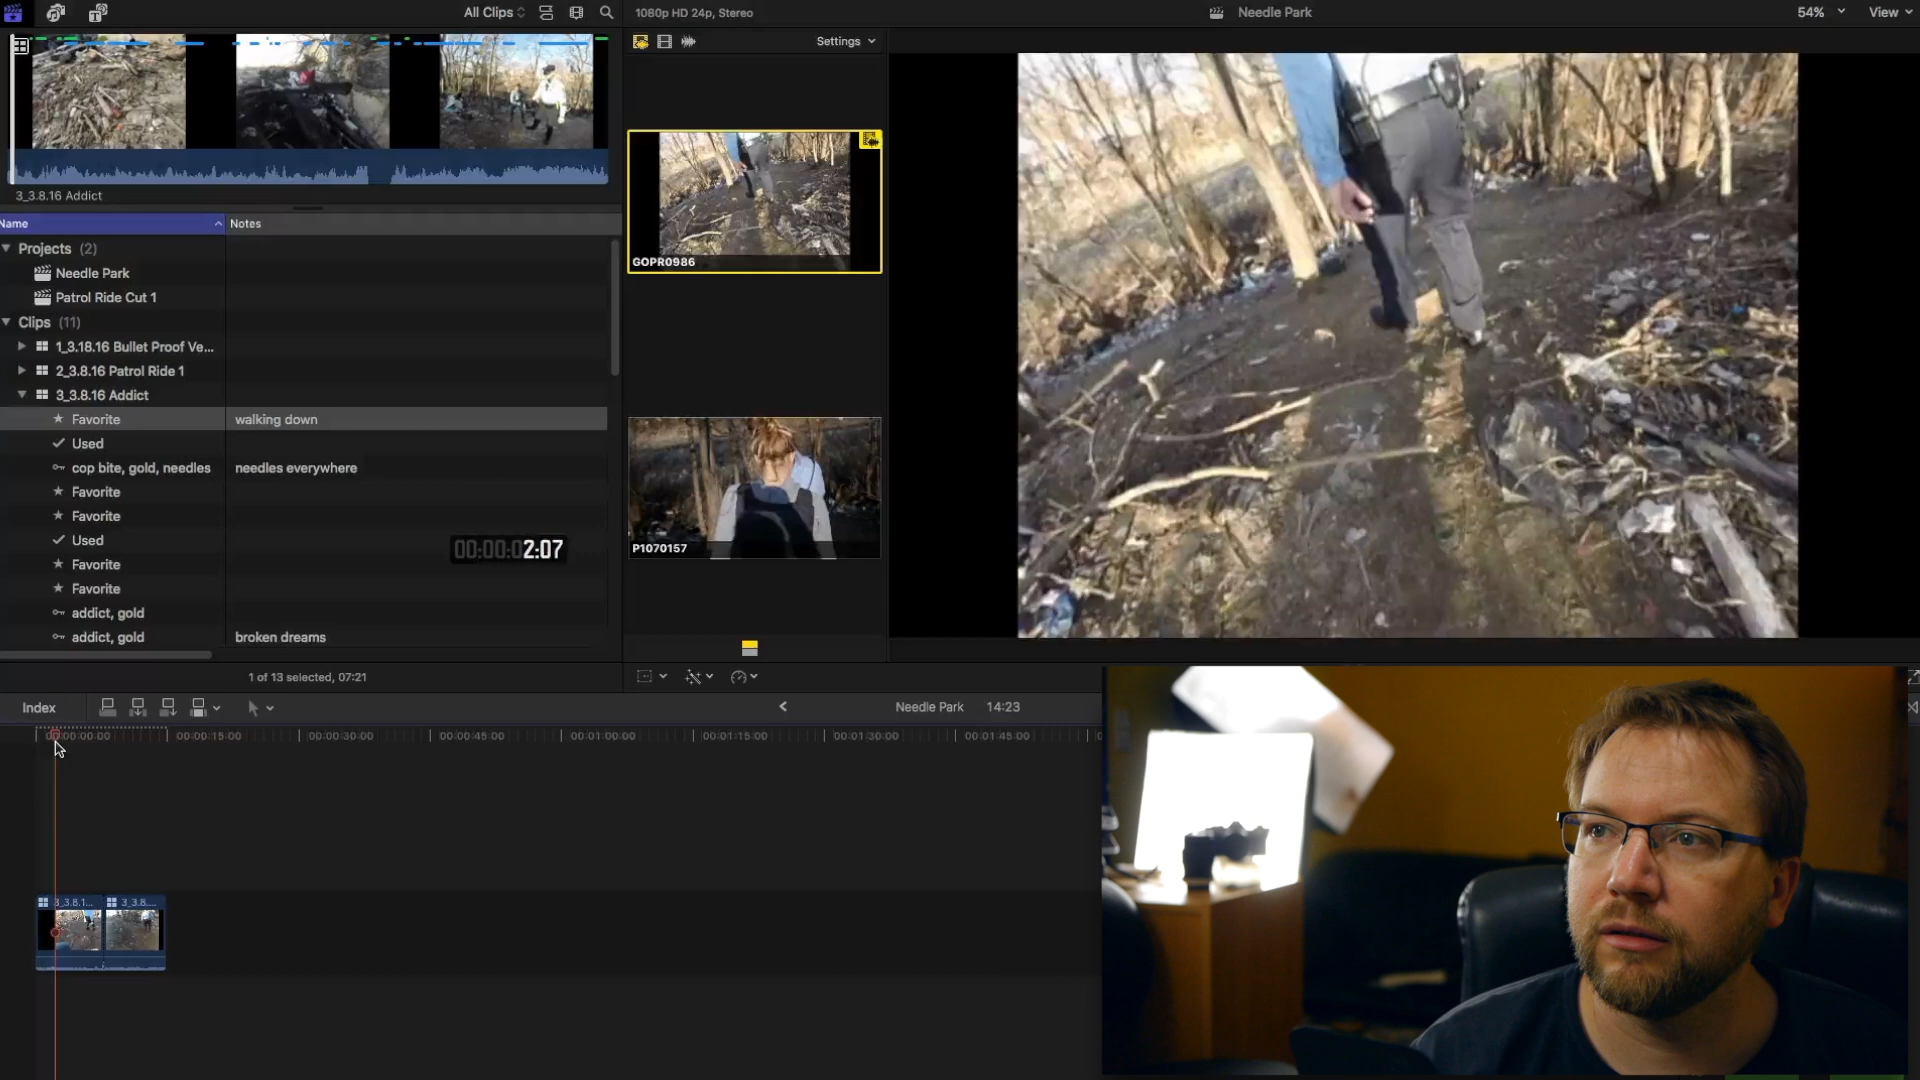 All Clips
1080p HD 24p, Stereo
Needle Park
54%
View
Settings
3_3.8.16 Addict
Name
Notes
Projects (2)
Needle Park
Patrol Ride Cut 1
Clips (11)
1_3.18.16 Bullet Proof Ve...
2_3.8.16 Patrol Ride 1
3_3.8.16 Addict
Favorite
walking down
Used
cop bite, gold, needles
needles everywhere
Favorite
Favorite
Used
Favorite
Favorite
addict, gold
addict, gold
broken dreams
00:00:02:07
GOPR0986
P1070157
1 of 13 selected, 07:21
Index
Needle Park
14:23
00:00:00:00
00:00:15:00
00:00:30:00
00:00:45:00
00:01:00:00
00:01:15:00
00:01:30:00
00:01:45:00
3_3.8.1...
3_3.8....